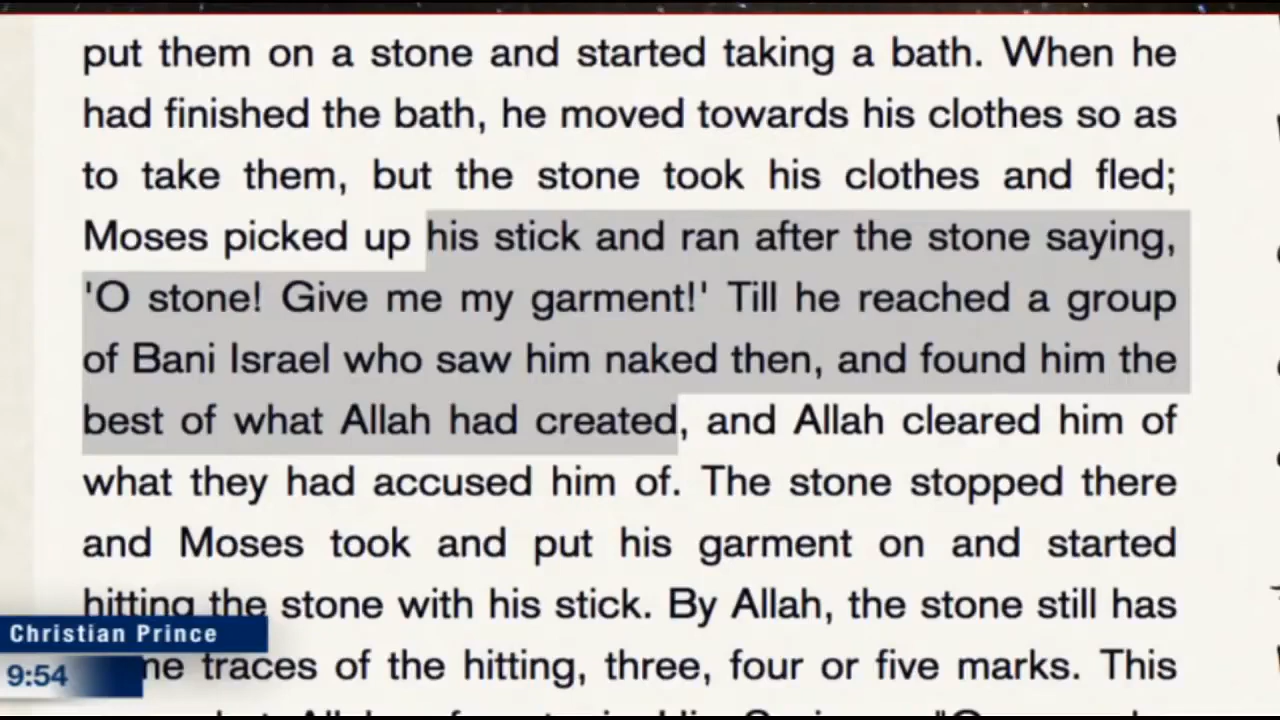 put them on a stone and started taking a bath. When he
had finished the bath, he moved towards his clothes so as
to take them, but the stone took his clothes and fled;
Moses picked up his stick and ran after the stone saying,
'O stone! Give me my garment!' Till he reached a group
of Bani Israel who saw him naked then, and found him the
best of what Allah had created, and Allah cleared him of
what they had accused him of. The stone stopped there
and Moses took and put his garment on and started
hitting the stone with his stick. By Allah, the stone still has
traces of the hitting, three, four or five marks. This
Christian Prince
9:54